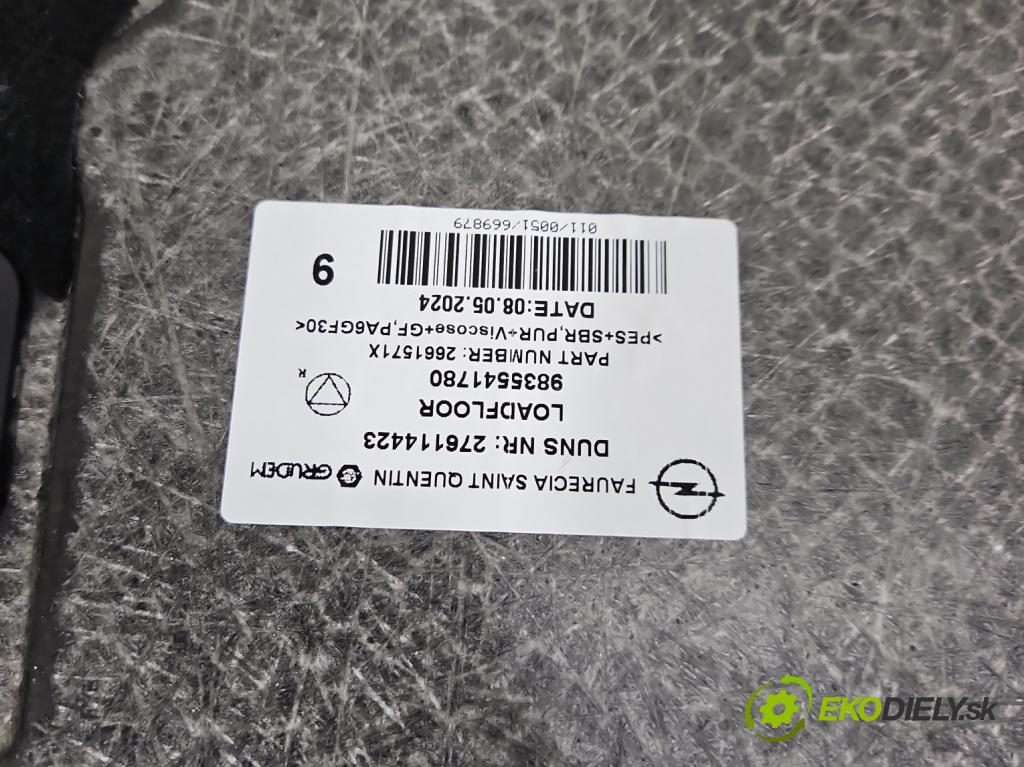 FAURECIA SAINT QUENTIN GRUDEM
DUNS NR: 276114423
LOADFLOOR
9835541780
R
PART NUMBER: 2661571X
>PES+SBR,PUR+Viscose+GF,PA6GF30<
DATE:08.05.2024
9
011/0051/669879
EKODIELY.sk